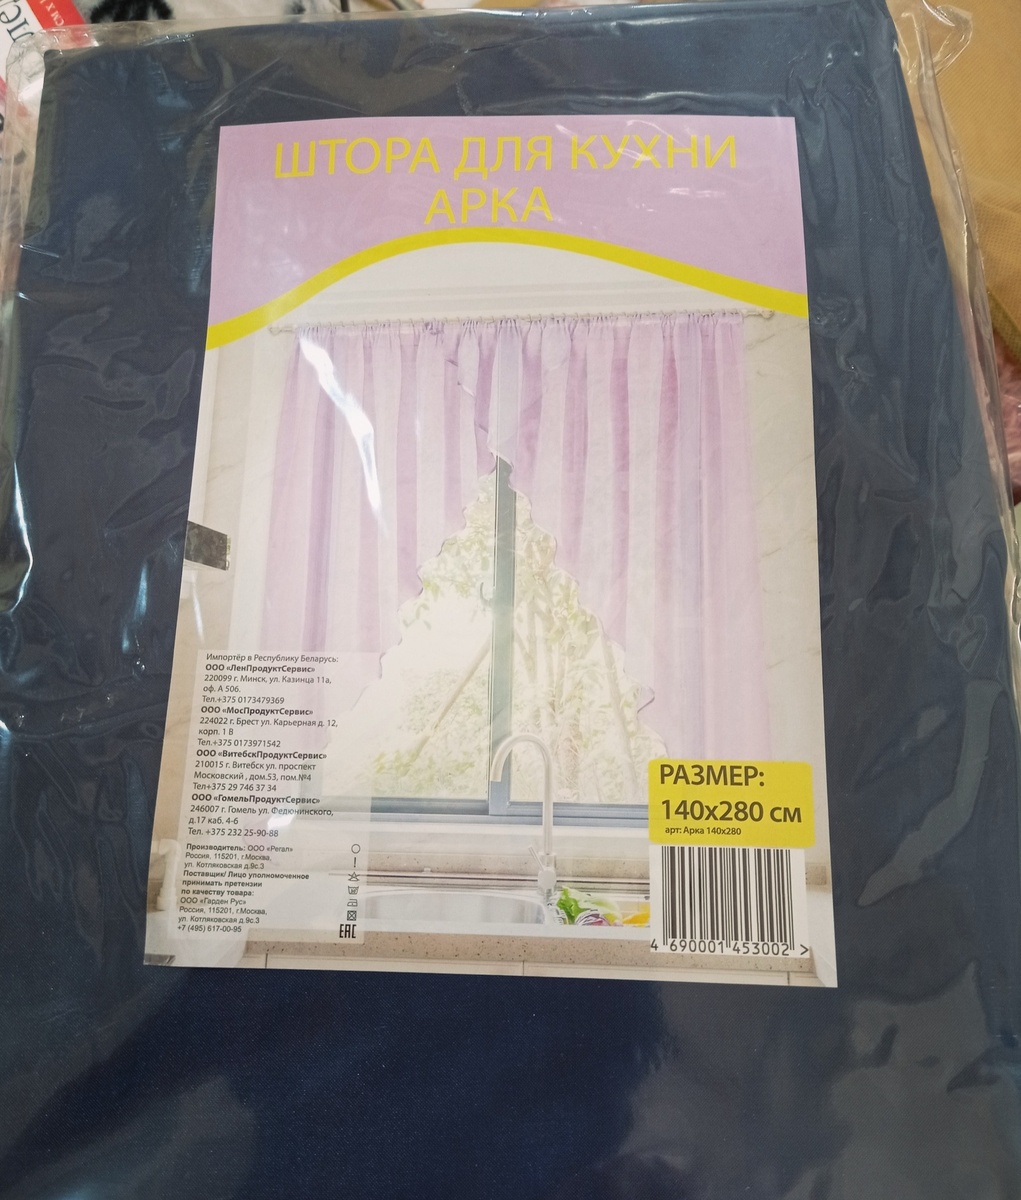 ШТОРА ДЛЯ КУХНИ
АРКА
Импортёр в Республику Беларусь:
ООО «ЛенПродуктСервис»
220099 г. Минск, ул. Казинца 11а,
оф. А 506.
Тел.+375 0173479369
ООО «МосПродуктСервис»
224022 г. Брест ул. Карьерная д. 12,
корп. 1 В
Тел.+375 0173971542
ООО «ВитебскПродуктСервис»
210015 г. Витебск ул. проспект
Московский , дом.53, пом.№4
Тел+375 29 746 37 34
ООО «ГомельПродуктСервис»
246007 г. Гомель ул. Федюнинского,
д.17 каб. 4-6
Тел. +375 232 25-90-88
Производитель: ООО «Регал»
Россия, 115201, г.Москва,
ул. Котляковская д.9с.3
Поставщик/ Лицо уполномоченное
принимать претензии
по качеству товара:
ООО «Гарден Рус»
Россия, 115201, г.Москва,
ул. Котляковская д.9с.3
+7 (495) 617-00-95
EAC
РАЗМЕР:
140х280 см
арт: Арка 140х280
4 690001 453002 >